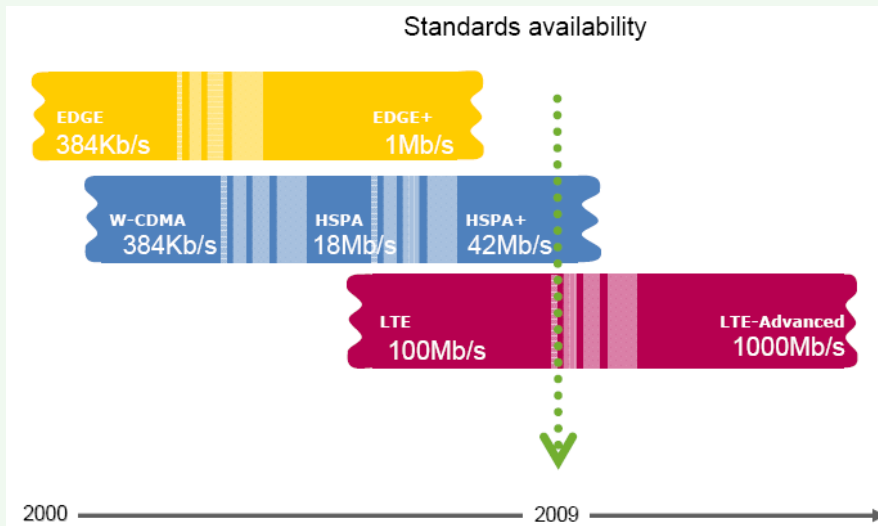 Standards availability
EDGE EDGE+
384Kb/s 1Mb/s
W-CDMA HSPA HSPA+
384Kb/s 18Mb/s 42Mb/s
LTE LTE-Advanced
100Mb/s 1000Mb/s
2000 2009